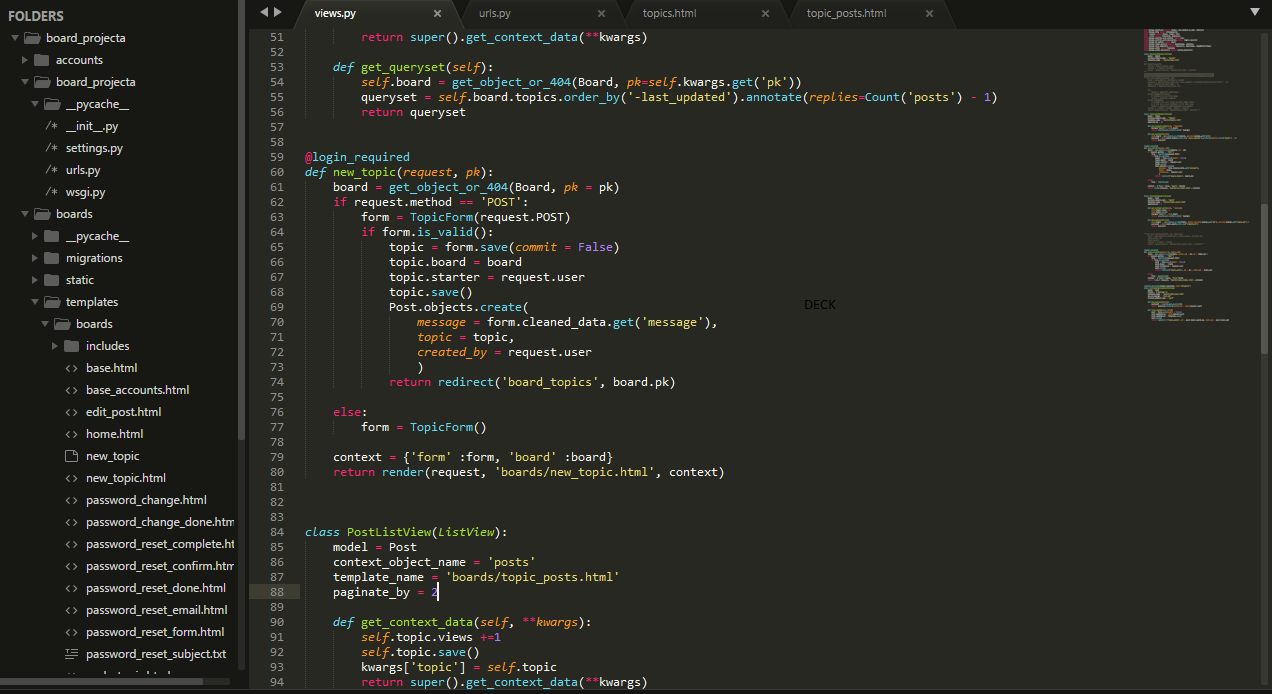 FOLDERS
board_projecta
accounts
board_projecta
__pycache__
/* __init__.py
/* settings.py
/* urls.py
/* wsgi.py
boards
__pycache__
migrations
static
templates
boards
includes
<> base.html
<> base_accounts.html
<> edit_post.html
<> home.html
new_topic
<> new_topic.html
<> password_change.html
<> password_change_done.htm
<> password_reset_complete.ht
<> password_reset_confirm.htm
<> password_reset_done.html
<> password_reset_email.html
<> password_reset_form.html
password_reset_subject.txt
views.py × urls.py × topics.html × topic_posts.html ×
51 return super().get_context_data(**kwargs)
52
53 def get_queryset(self):
54 self.board = get_object_or_404(Board, pk=self.kwargs.get('pk'))
55 queryset = self.board.topics.order_by('-last_updated').annotate(replies=Count('posts') - 1)
56 return queryset
57
58
59 @login_required
60 def new_topic(request, pk):
61 board = get_object_or_404(Board, pk = pk)
62 if request.method == 'POST':
63 form = TopicForm(request.POST)
64 if form.is_valid():
65 topic = form.save(commit = False)
66 topic.board = board
67 topic.starter = request.user
68 topic.save()
69 Post.objects.create(
DECK
70 message = form.cleaned_data.get('message'),
71 topic = topic,
72 created_by = request.user
73 )
74 return redirect('board_topics', board.pk)
75
76 else:
77 form = TopicForm()
78
79 context = {'form' :form, 'board' :board}
80 return render(request, 'boards/new_topic.html', context)
81
82
83
84 class PostListView(ListView):
85 model = Post
86 context_object_name = 'posts'
87 template_name = 'boards/topic_posts.html'
88 paginate_by = 2
89
90 def get_context_data(self, **kwargs):
91 self.topic.views +=1
92 self.topic.save()
93 kwargs['topic'] = self.topic
94 return super().get_context_data(**kwargs)